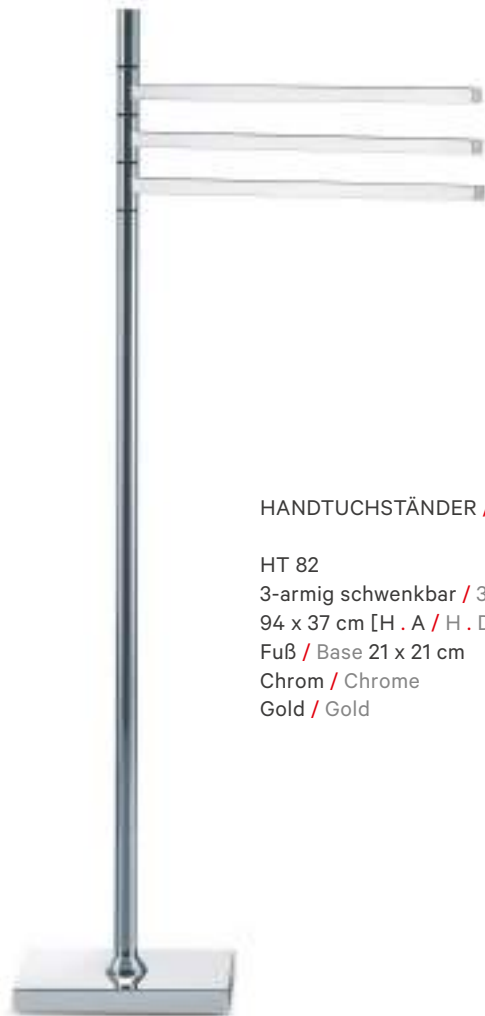 HANDTUCHSTÄNDER /
HT 82
3-armig schwenkbar / 3
94 x 37 cm [H . A / H . D
Fuß / Base 21 x 21 cm
Chrom / Chrome
Gold / Gold